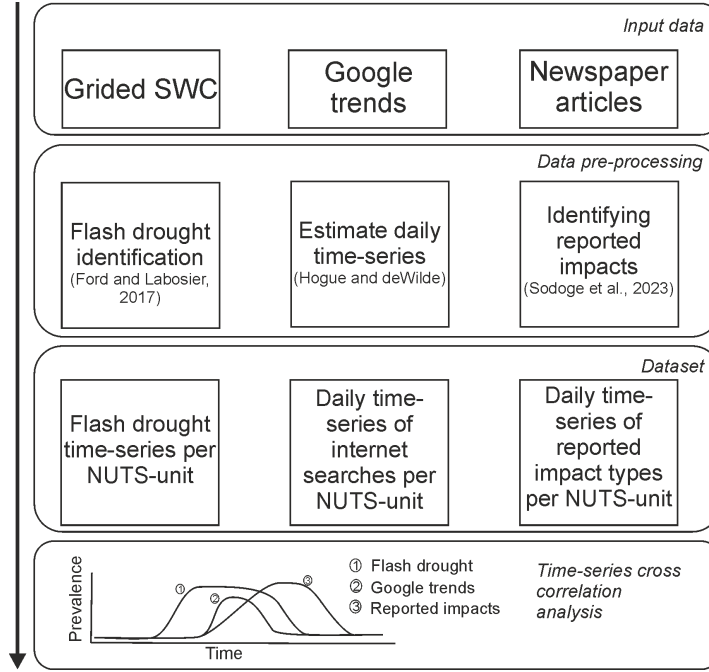 Input data
Grided SWC
Google
trends
Newspaper
articles
Data pre-processing
Flash drought
identification
(Ford and Labosier,
2017)
Estimate daily
time-series
(Hogue and deWilde)
Identifying
reported
impacts
(Sodoge et al., 2023)
Dataset
Flash drought
time-series per
NUTS-unit
Daily time-
series of
internet
searches per
NUTS-unit
Daily time-
series of
reported
impact types
per NUTS-unit
Prevalence
Time
①
②
③
① Flash drought
② Google trends
③ Reported impacts
Time-series cross
correlation
analysis